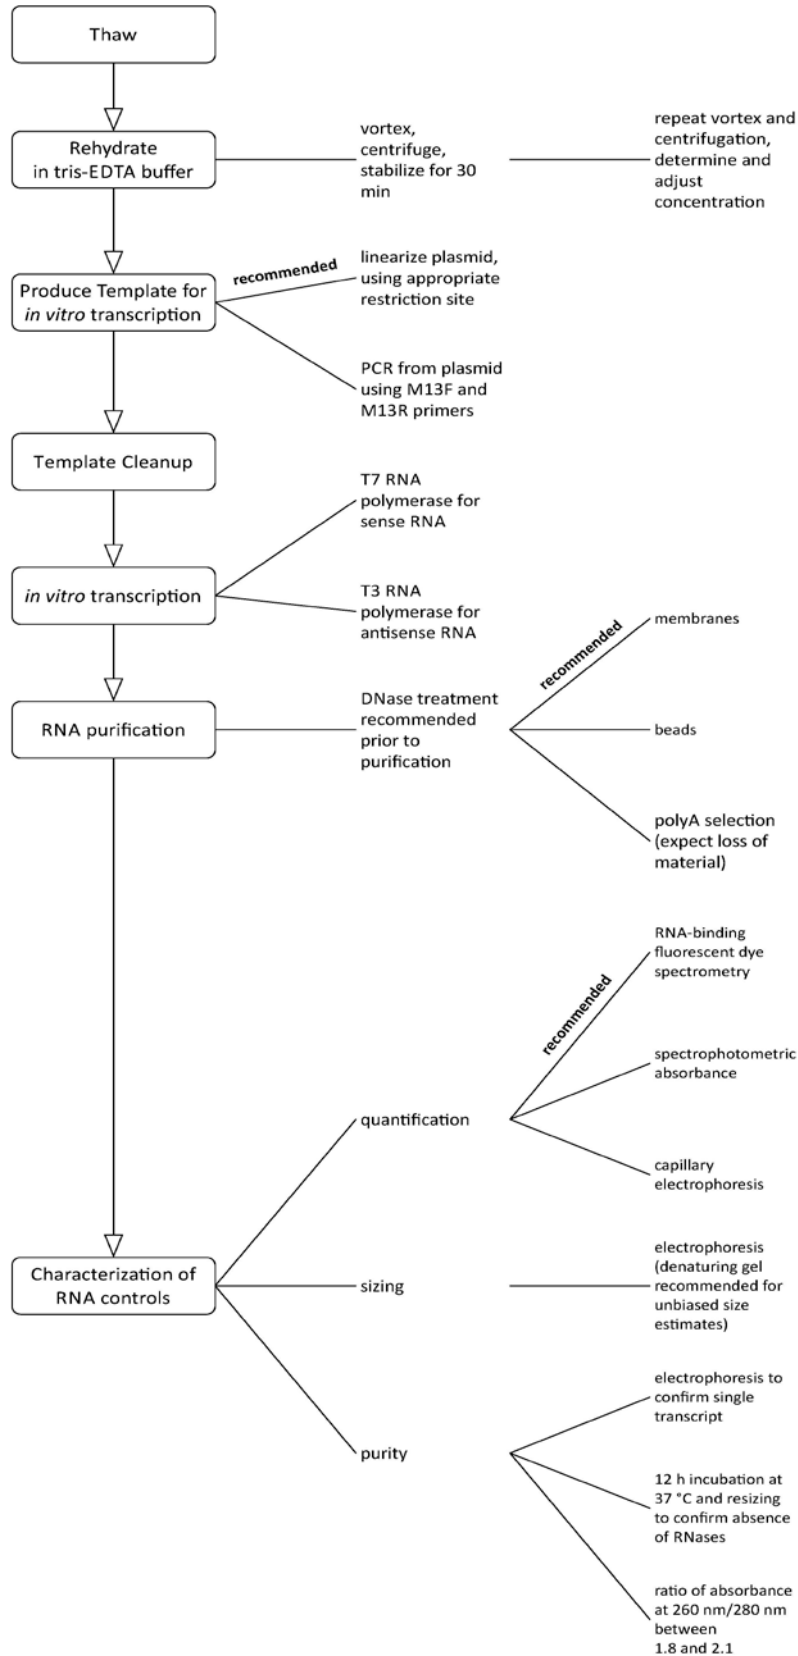 Thaw
Rehydrate
in tris-EDTA buffer
vortex,
centrifuge,
stabilize for 30
min
repeat vortex and
centrifugation,
determine and
adjust
concentration
Produce Template for
in vitro transcription
recommended
linearize plasmid,
using appropriate
restriction site
PCR from plasmid
using M13F and
M13R primers
Template Cleanup
in vitro transcription
T7 RNA
polymerase for
sense RNA
T3 RNA
polymerase for
antisense RNA
RNA purification
DNase treatment
recommended
prior to
purification
recommended
membranes
beads
polyA selection
(expect loss of
material)
Characterization of
RNA controls
quantification
recommended
RNA-binding
fluorescent dye
spectrometry
spectrophotometric
absorbance
capillary
electrophoresis
sizing
electrophoresis
(denaturing gel
recommended for
unbiased size
estimates)
purity
electrophoresis to
confirm single
transcript
12 h incubation at
37 °C and resizing
to confirm absence
of RNases
ratio of absorbance
at 260 nm/280 nm
between
1.8 and 2.1